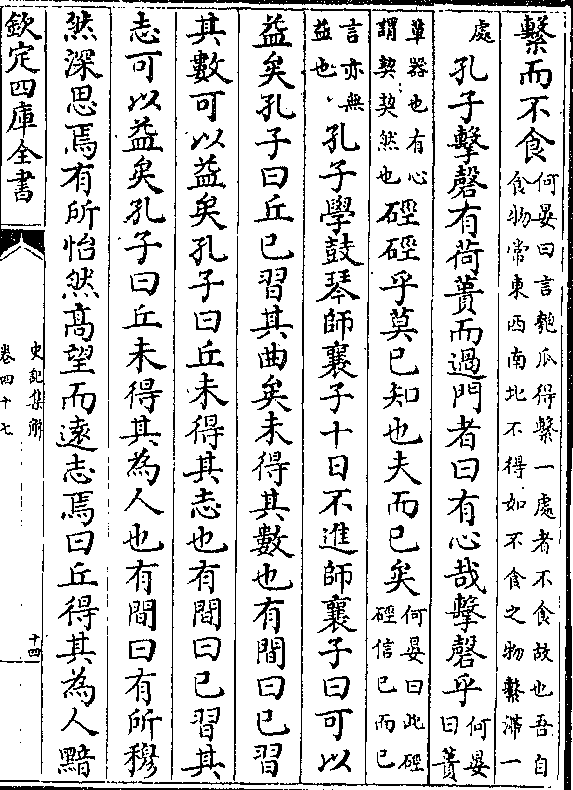 繫而不食
何晏曰言匏瓜得繫一處者不食故也吾自
食物常東西南北不得如不食之物繫滯一
處
孔子擊磬有荷蕢而過門者曰有心哉擊磬乎
何晏
曰蕢
草器也有心
謂契契然也
硜硜乎莫己知也夫而已矣
何晏曰此硜
硜信己而已
言亦無
益也
孔子學鼓琴師襄子十日不進師襄子曰可以
益矣孔子曰丘已習其曲矣未得其數也有間曰已習
其數可以益矣孔子曰丘未得其志也有間曰已習其
志可以益矣孔子曰丘未得其為人也有間曰有所穆
然深思焉有所怡然高望而遠志焉曰丘得其為人黯
欽定四庫全書
史記集解
卷四十七
十四